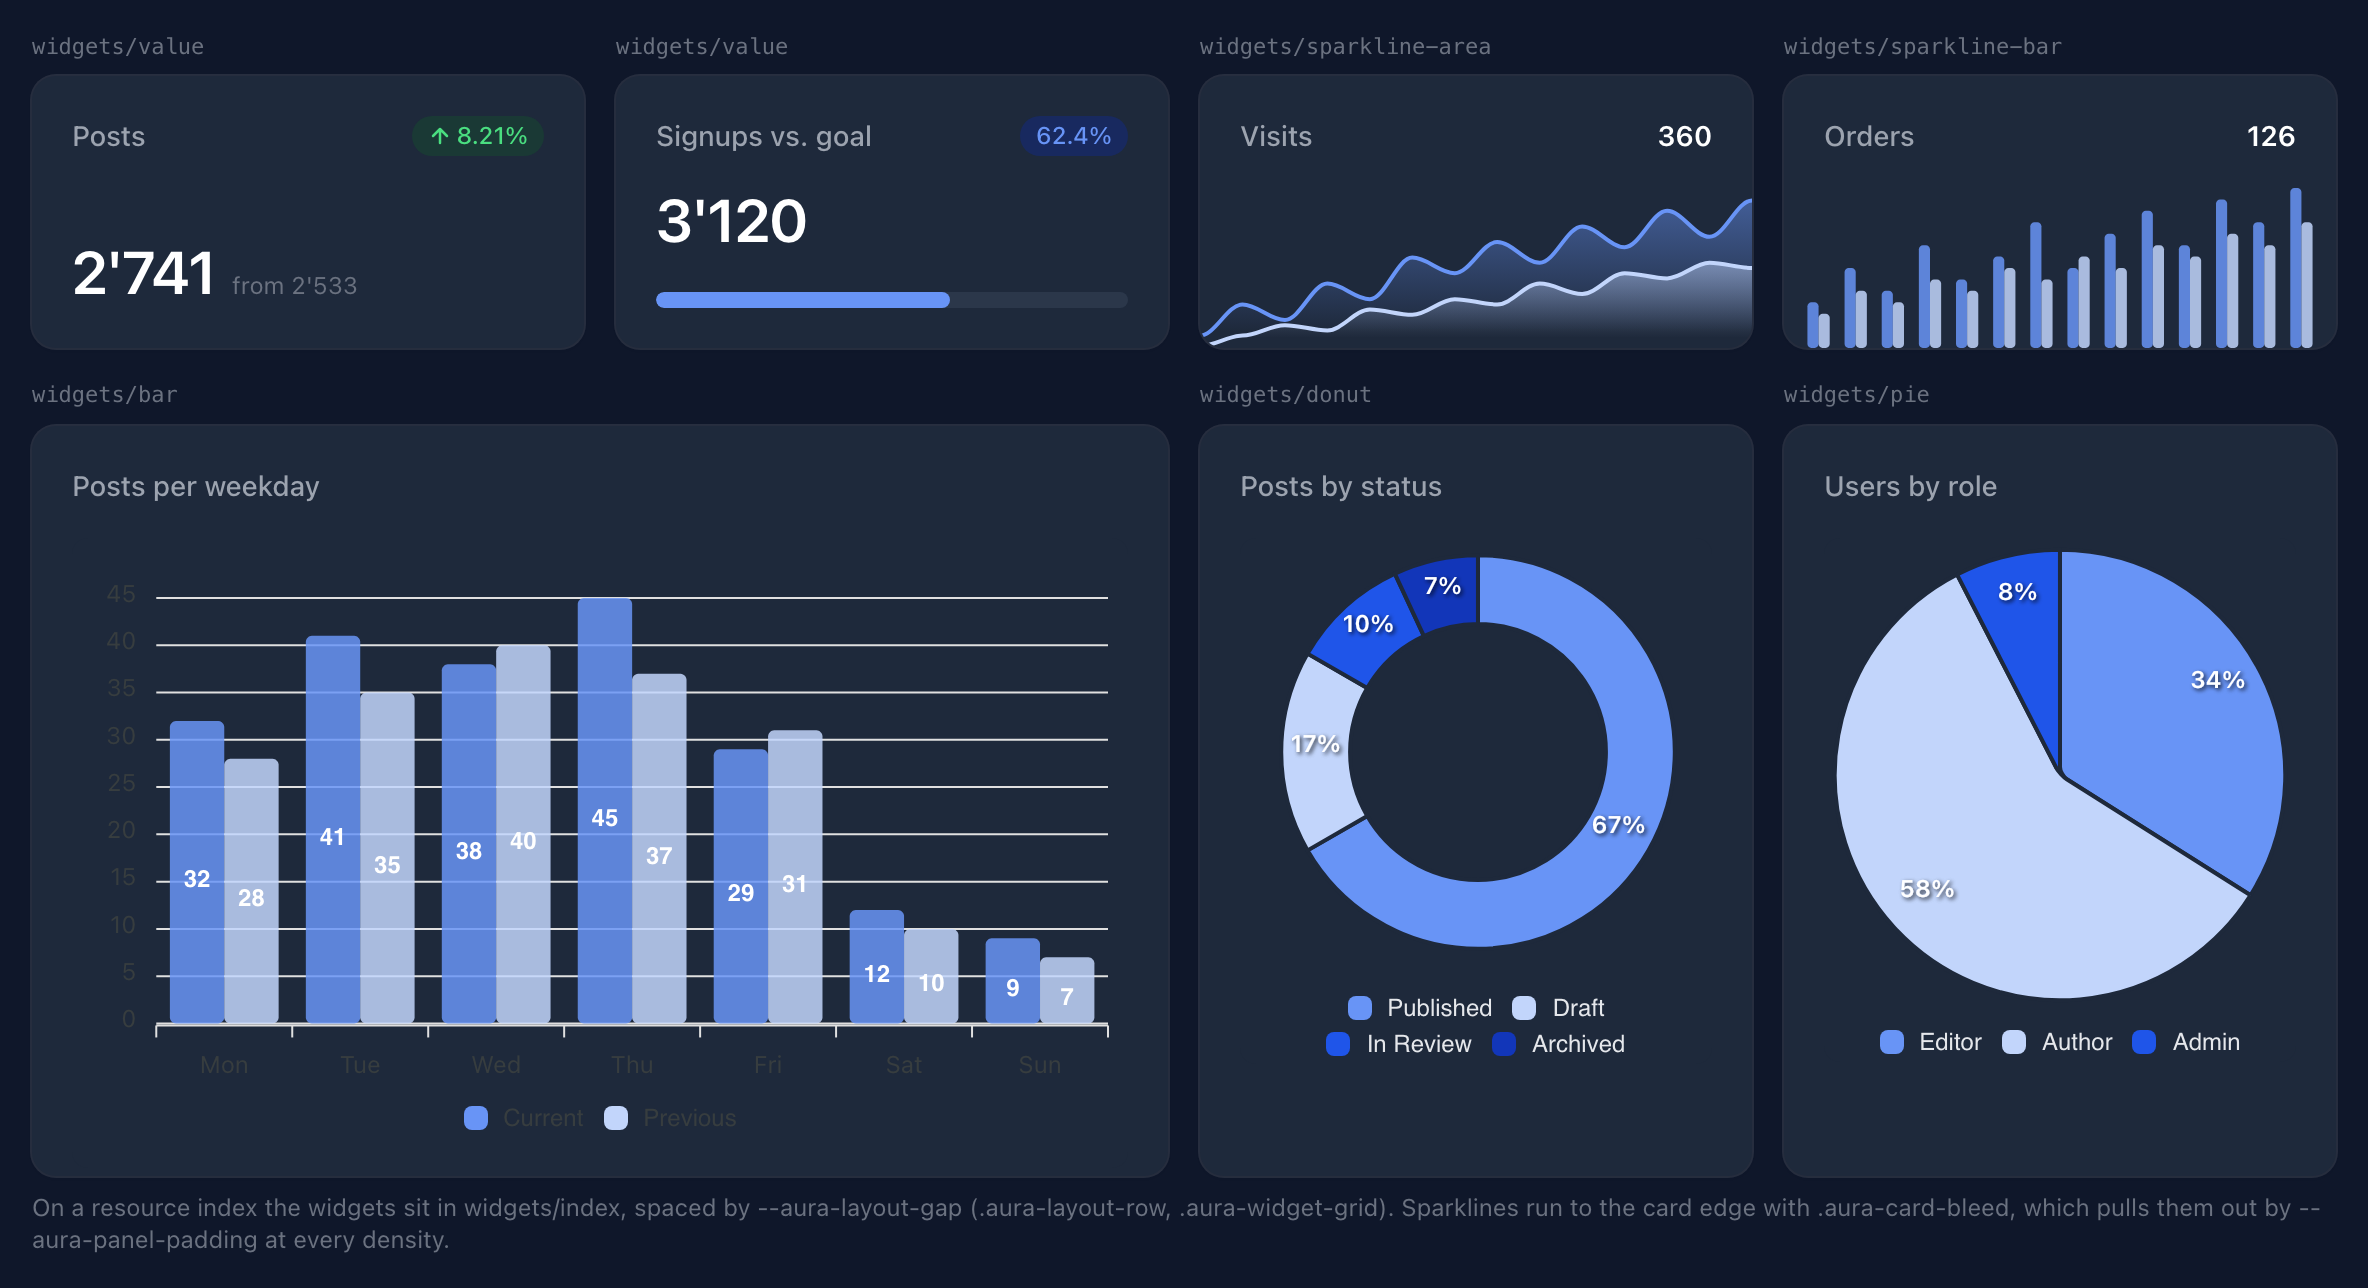 widgets/value
widgets/value
widgets/sparkline-area
widgets/sparkline-bar
Posts
↑ 8.21%
2'741 from 2'533
Signups vs. goal
62.4%
3'120
Visits
360
Orders
126
widgets/bar
widgets/donut
widgets/pie
Posts per weekday
45
40
35
30
25
20
15
10
5
0
32
28
41
35
38
40
45
37
29
31
12
10
9
7
Mon
Tue
Wed
Thu
Fri
Sat
Sun
Current
Previous
Posts by status
7%
10%
17%
67%
Published
Draft
In Review
Archived
Users by role
8%
34%
58%
Editor
Author
Admin
On a resource index the widgets sit in widgets/index, spaced by --aura-layout-gap (.aura-layout-row, .aura-widget-grid). Sparklines run to the card edge with .aura-card-bleed, which pulls them out by --
aura-panel-padding at every density.